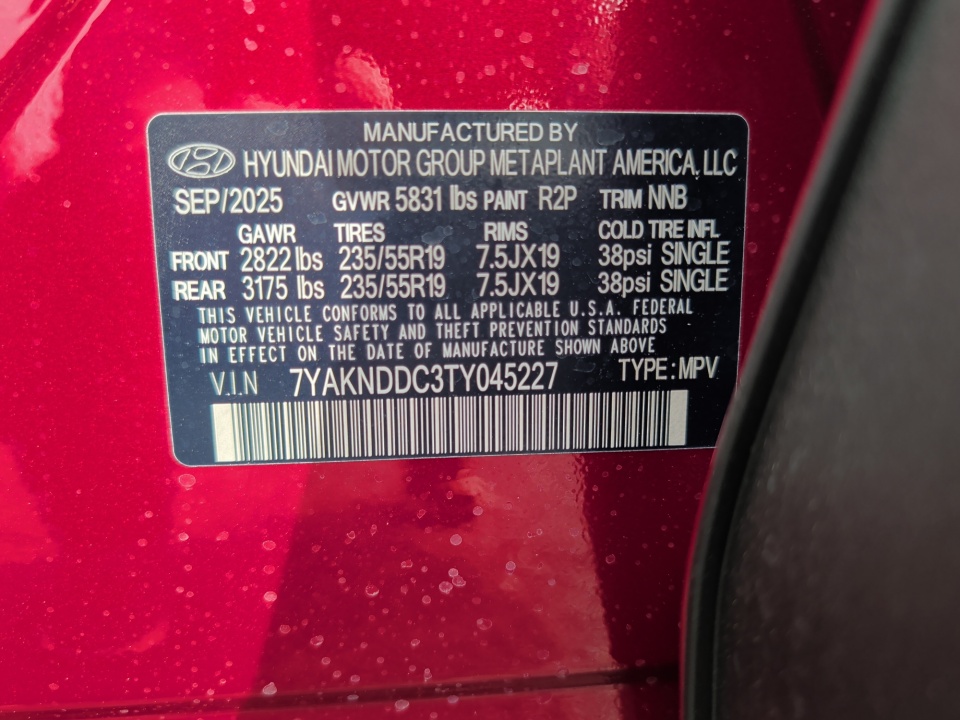 MANUFACTURED BY
HYUNDAI MOTOR GROUP METAPLANT AMERICA, LLC
SEP/2025 GVWR 5831 lbs PAINT R2P TRIM NNB
GAWR TIRES RIMS COLD TIRE INFL
FRONT 2822 lbs 235/55R19 7.5JX19 38psi SINGLE
REAR 3175 lbs 235/55R19 7.5JX19 38psi SINGLE
THIS VEHICLE CONFORMS TO ALL APPLICABLE U.S.A. FEDERAL
MOTOR VEHICLE SAFETY AND THEFT PREVENTION STANDARDS
IN EFFECT ON THE DATE OF MANUFACTURE SHOWN ABOVE
V.I.N 7YAKNDDC3TY045227 TYPE: MPV